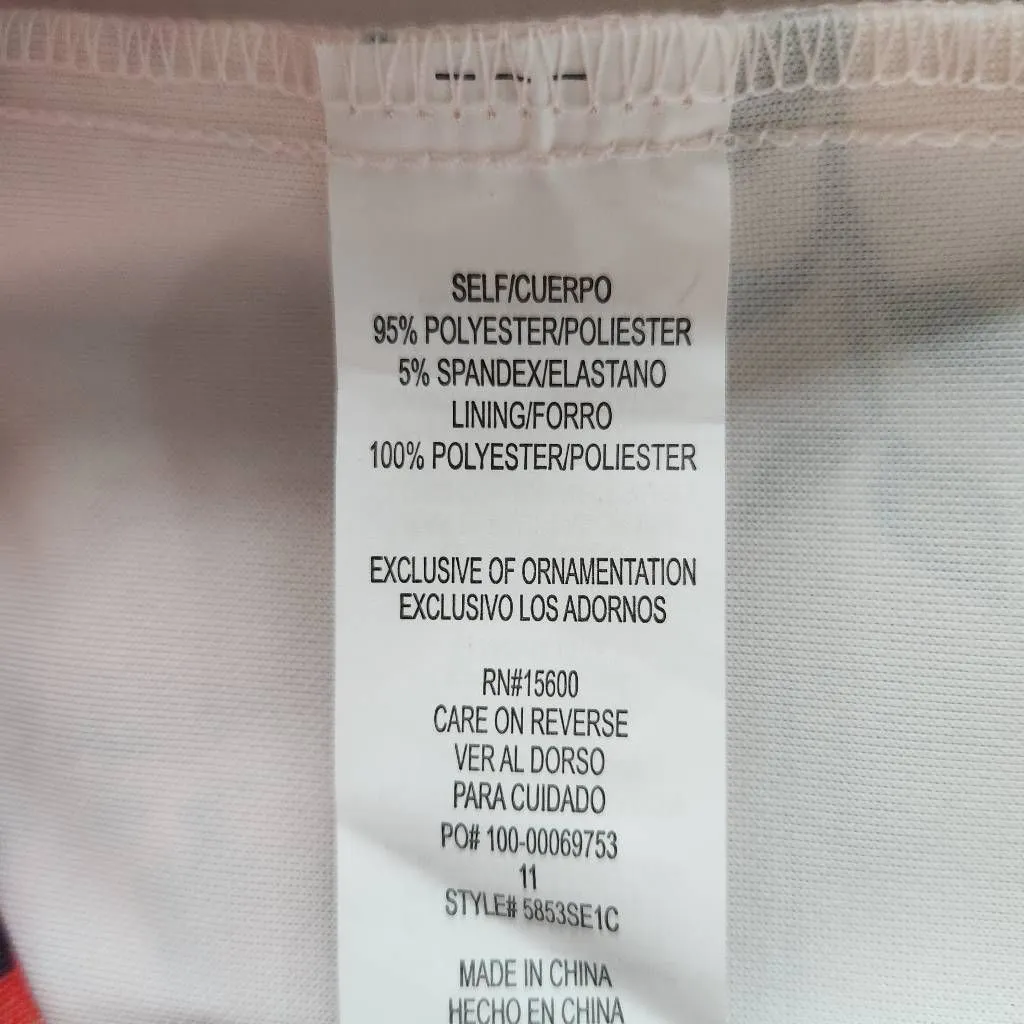 SELF/CUERPO
95% POLYESTER/POLIESTER
5% SPANDEX/ELASTANO
LINING/FORRO
100% POLYESTER/POLIESTER
EXCLUSIVE OF ORNAMENTATION
EXCLUSIVO LOS ADORNOS
RN#15600
CARE ON REVERSE
VER AL DORSO
PARA CUIDADO
PO# 100-00069753
11
STYLE# 5853SE1C
MADE IN CHINA
HECHO EN CHINA